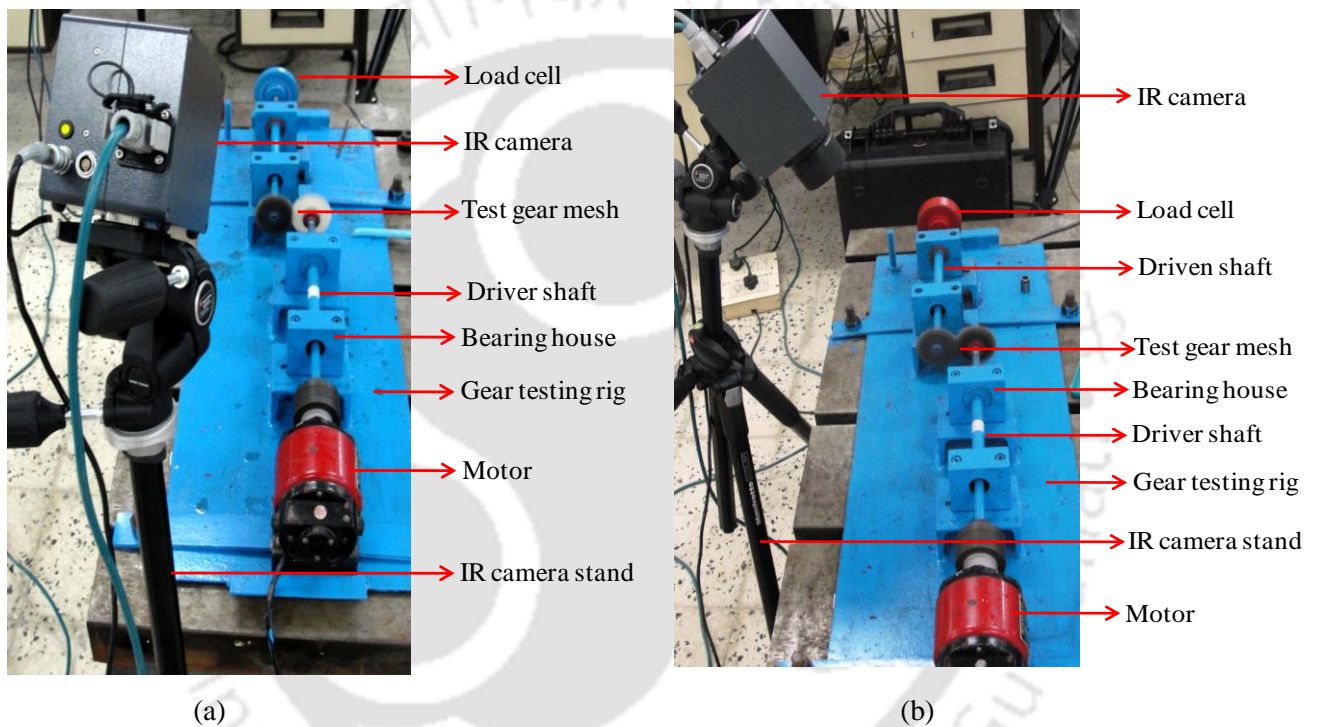 Load cell
IR camera
Test gear mesh
Driver shaft
Bearing house
Gear testing rig
Motor
IR camera stand
(a)
IR camera
Load cell
Driven shaft
Test gear mesh
Bearing house
Driver shaft
Gear testing rig
IR camera stand
Motor
(b)